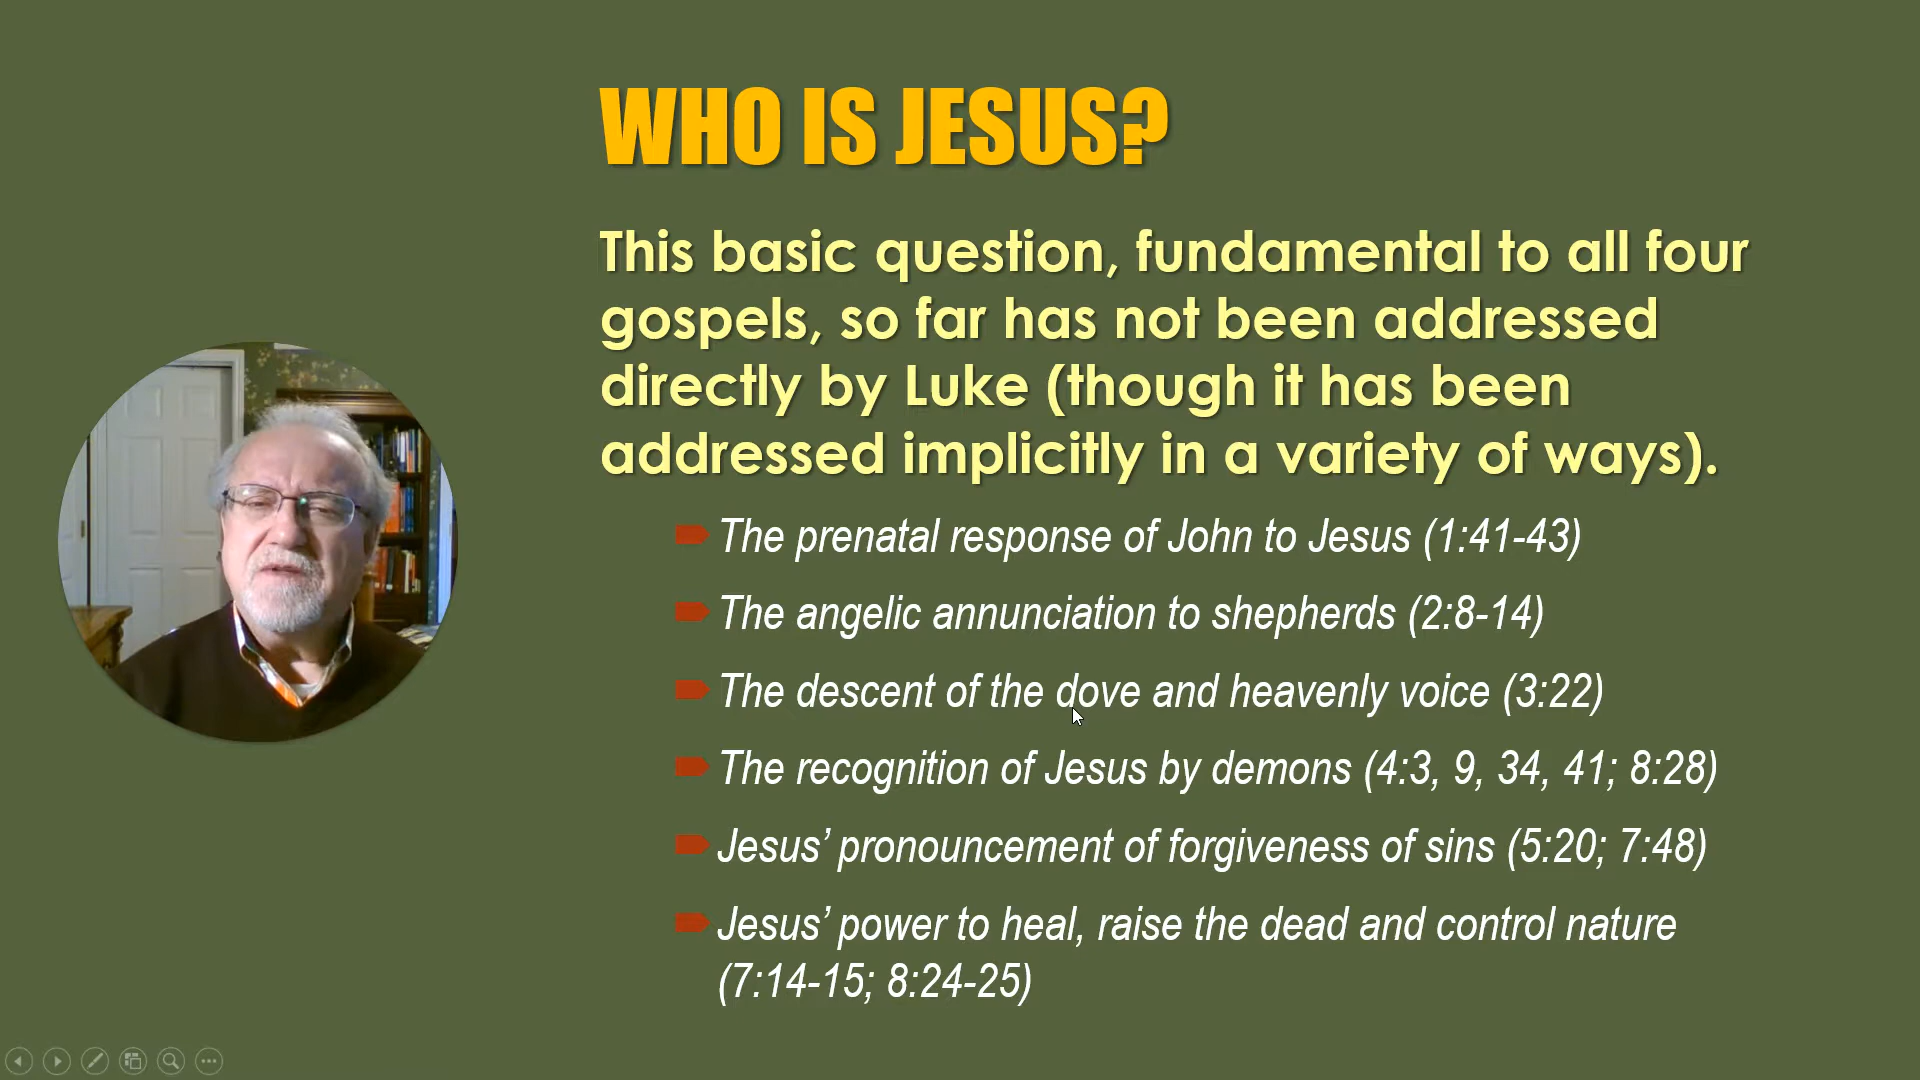 WHO IS JESUS?
This basic question, fundamental to all four
gospels, so far has not been addressed
directly by Luke (though it has been
addressed implicitly in a variety of ways).
The prenatal response of John to Jesus (1:41-43)
The angelic annunciation to shepherds (2:8-14)
The descent of the dove and heavenly voice (3:22)
The recognition of Jesus by demons (4:3, 9, 34, 41; 8:28)
Jesus’ pronouncement of forgiveness of sins (5:20; 7:48)
Jesus’ power to heal, raise the dead and control nature
(7:14-15; 8:24-25)